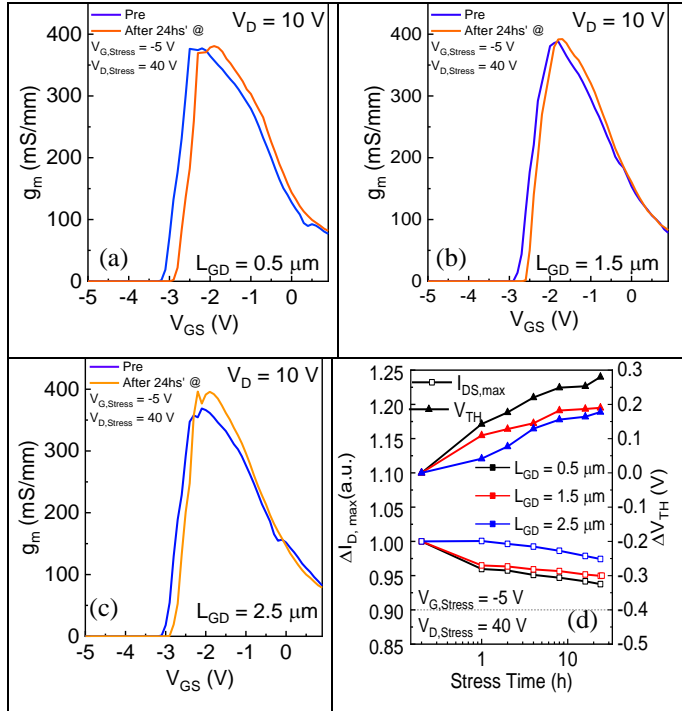 Pre
After 24hs' @
V_G,Stress = -5 V
V_D,Stress = 40 V
V_D = 10 V
400
300
200
100
0
g_m (mS/mm)
(a)
L_GD = 0.5 μm
-5 -4 -3 -2 -1 0
V_GS (V)
Pre
After 24hs' @
V_G,Stress = -5 V
V_D,Stress = 40 V
V_D = 10 V
400
300
200
100
0
g_m (mS/mm)
(b)
L_GD = 1.5 μm
-5 -4 -3 -2 -1 0
V_GS (V)
Pre
After 24hs' @
V_G,Stress = -5 V
V_D,Stress = 40 V
V_D = 10 V
400
300
200
100
0
g_m (mS/mm)
(c)
L_GD = 2.5 μm
-5 -4 -3 -2 -1 0
V_GS (V)
I_DS,max
V_TH
L_GD = 0.5 μm
L_GD = 1.5 μm
L_GD = 2.5 μm
1.25
1.20
1.15
1.10
1.05
1.00
0.95
0.90
0.85
ΔI_D, max(a.u.)
0.3
0.2
0.1
0.0
-0.1
-0.2
-0.3
-0.4
-0.5
ΔV_TH (V)
V_G,Stress = -5 V
(d)
V_D,Stress = 40 V
1 10
Stress Time (h)